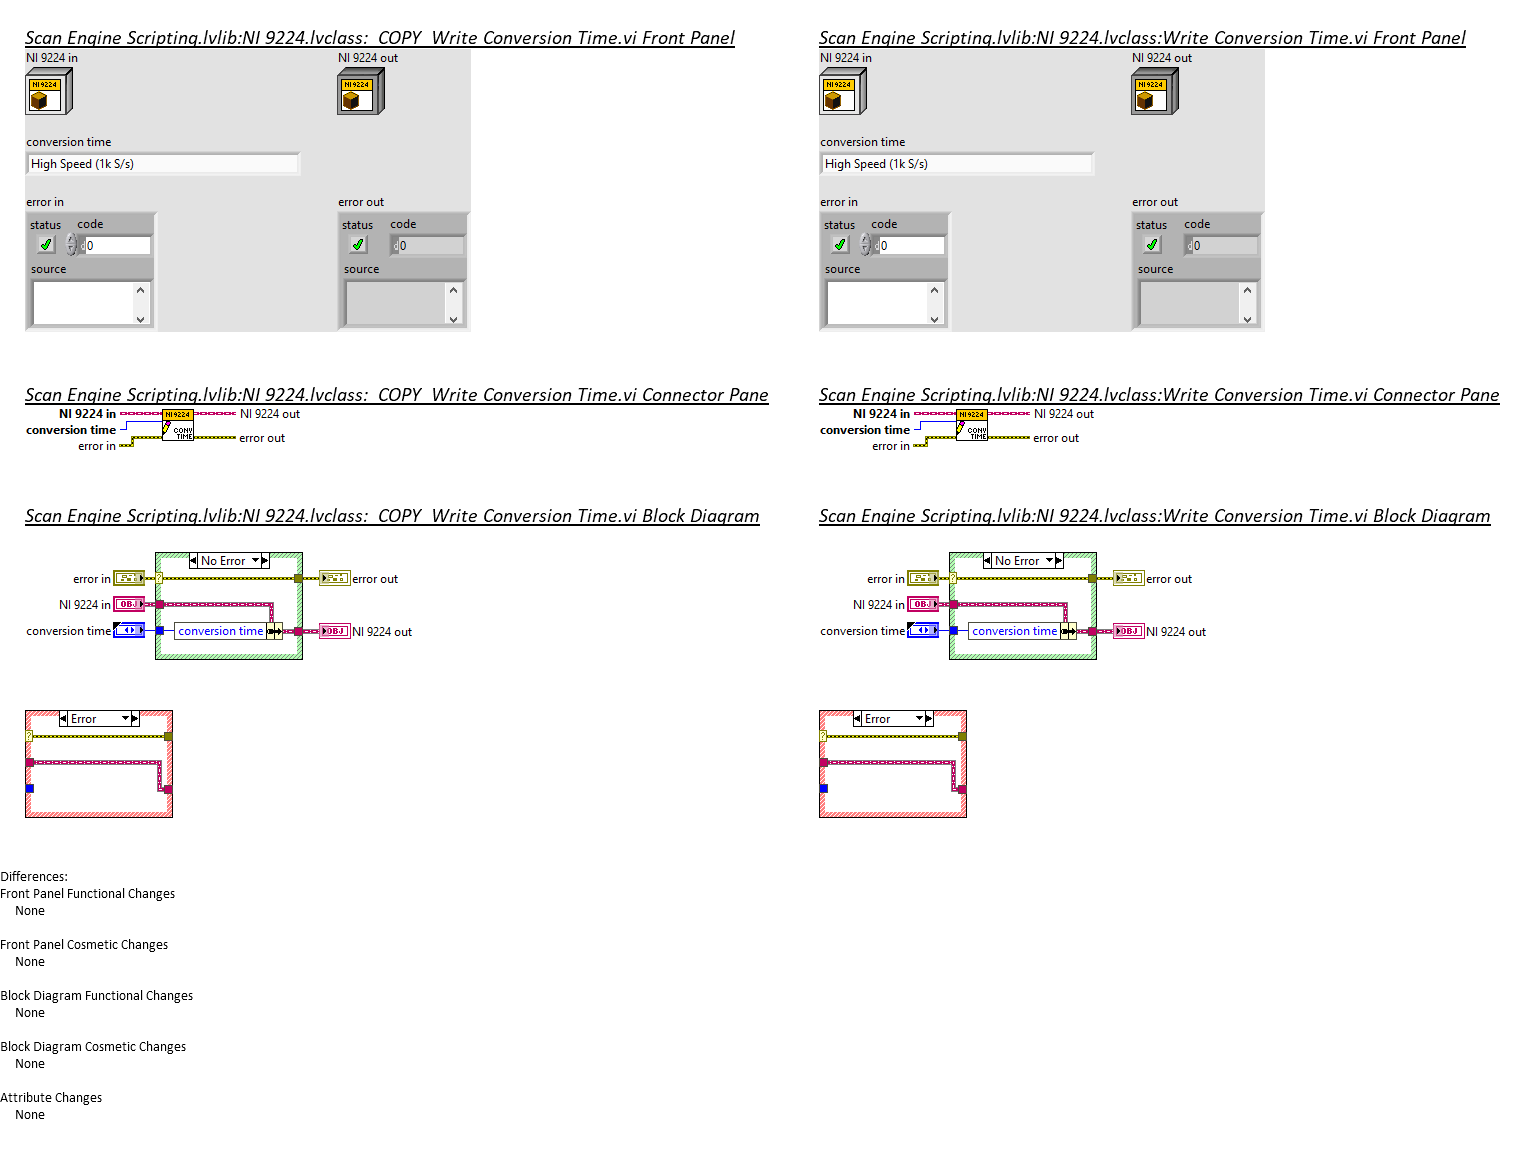 Scan Engine Scripting.lvlib:NI 9224.lvclass:_COPY_Write Conversion Time.vi Front Panel
NI 9224 in
NI 9224 out
NI 9224
NI 9224
conversion time
High Speed (1k S/s)
error in
error out
status code
status code
0
0
source
source
Scan Engine Scripting.lvlib:NI 9224.lvclass:Write Conversion Time.vi Front Panel
NI 9224 in
NI 9224 out
NI 9224
NI 9224
conversion time
High Speed (1k S/s)
error in
error out
status code
status code
0
0
source
source
Scan Engine Scripting.lvlib:NI 9224.lvclass:_COPY_Write Conversion Time.vi Connector Pane
NI 9224 in
NI 9224
NI 9224 out
conversion time
CONV
TIME
error in
error out
Scan Engine Scripting.lvlib:NI 9224.lvclass:Write Conversion Time.vi Connector Pane
NI 9224 in
NI 9224
NI 9224 out
conversion time
CONV
TIME
error in
error out
Scan Engine Scripting.lvlib:NI 9224.lvclass:_COPY_Write Conversion Time.vi Block Diagram
No Error
error in
?
error out
NI 9224 in
OBJ
conversion time
conversion time
OBJ
NI 9224 out
Error
?
Scan Engine Scripting.lvlib:NI 9224.lvclass:Write Conversion Time.vi Block Diagram
No Error
error in
?
error out
NI 9224 in
OBJ
conversion time
conversion time
OBJ
NI 9224 out
Error
?
Differences:
Front Panel Functional Changes
None
Front Panel Cosmetic Changes
None
Block Diagram Functional Changes
None
Block Diagram Cosmetic Changes
None
Attribute Changes
None